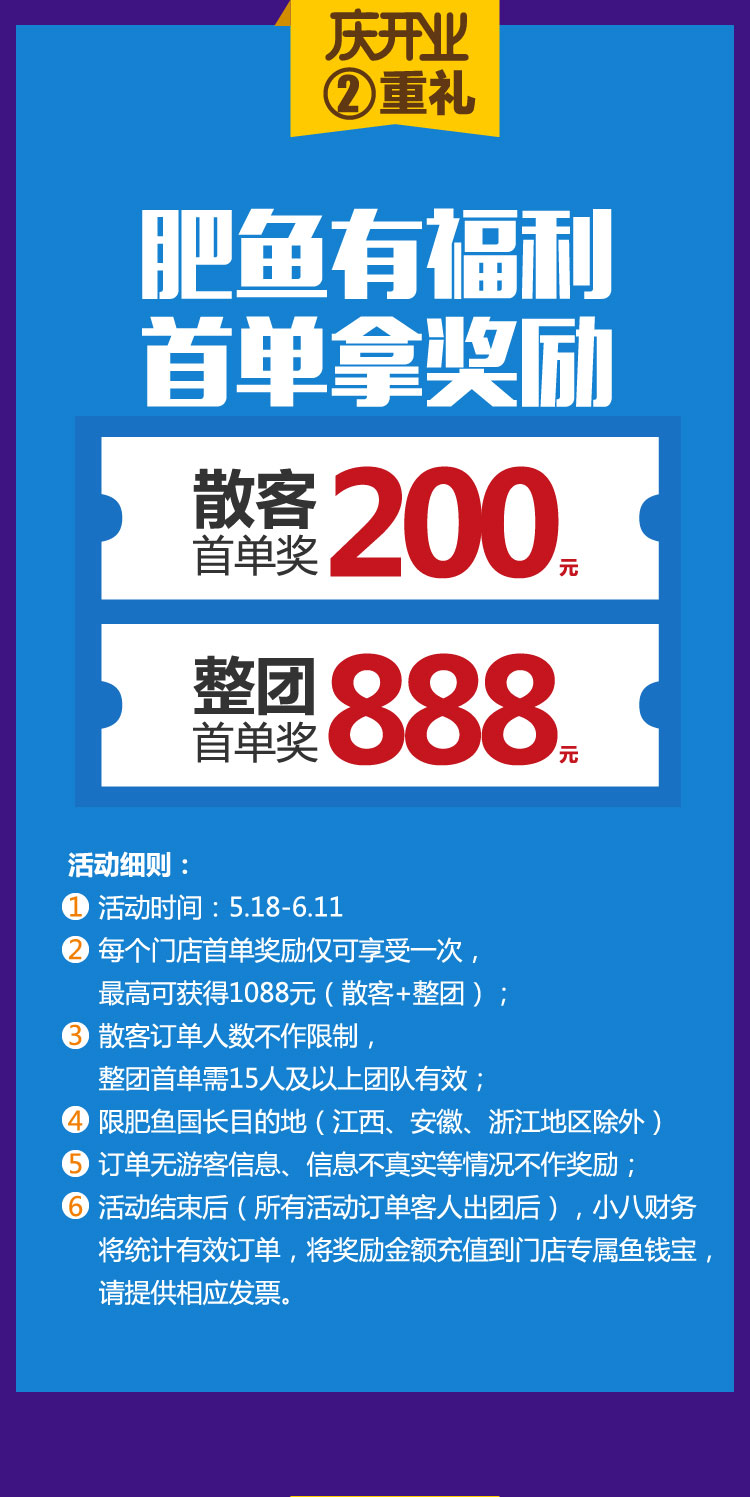 庆开业
②重礼
肥鱼有福利
首单拿奖励
散客
首单奖
200元
整团
首单奖
888元
活动细则：
① 活动时间：5.18-6.11
② 每个门店首单奖励仅可享受一次，
最高可获得1088元（散客+整团）；
③ 散客订单人数不作限制，
整团首单需15人及以上团队有效；
④ 限肥鱼国长目的地（江西、安徽、浙江地区除外）
⑤ 订单无游客信息、信息不真实等情况不作奖励；
⑥ 活动结束后（所有活动订单客人出团后），小八财务
将统计有效订单，将奖励金额充值到门店专属鱼钱宝，
请提供相应发票。